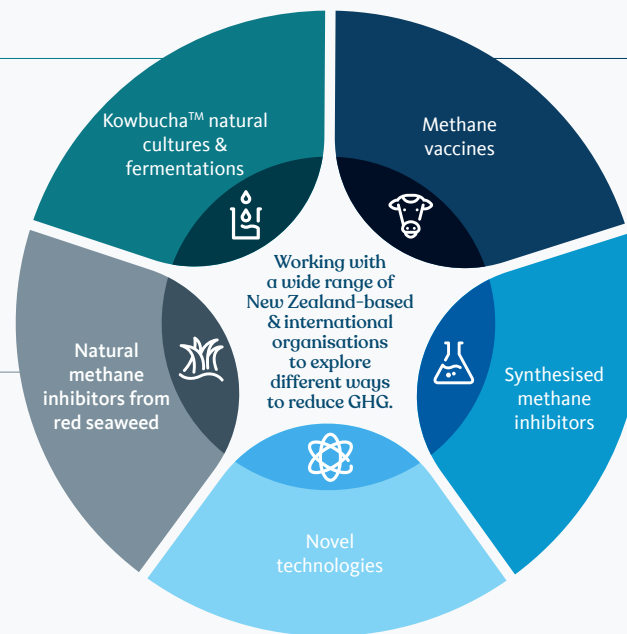 Kowbucha™ natural
cultures &
fermentations
Methane
vaccines
Working with
a wide range of
New Zealand-based
& international
organisations
to explore
different ways
to reduce GHG.
Natural
methane
inhibitors from
red seaweed
Synthesised
methane
inhibitors
Novel
technologies